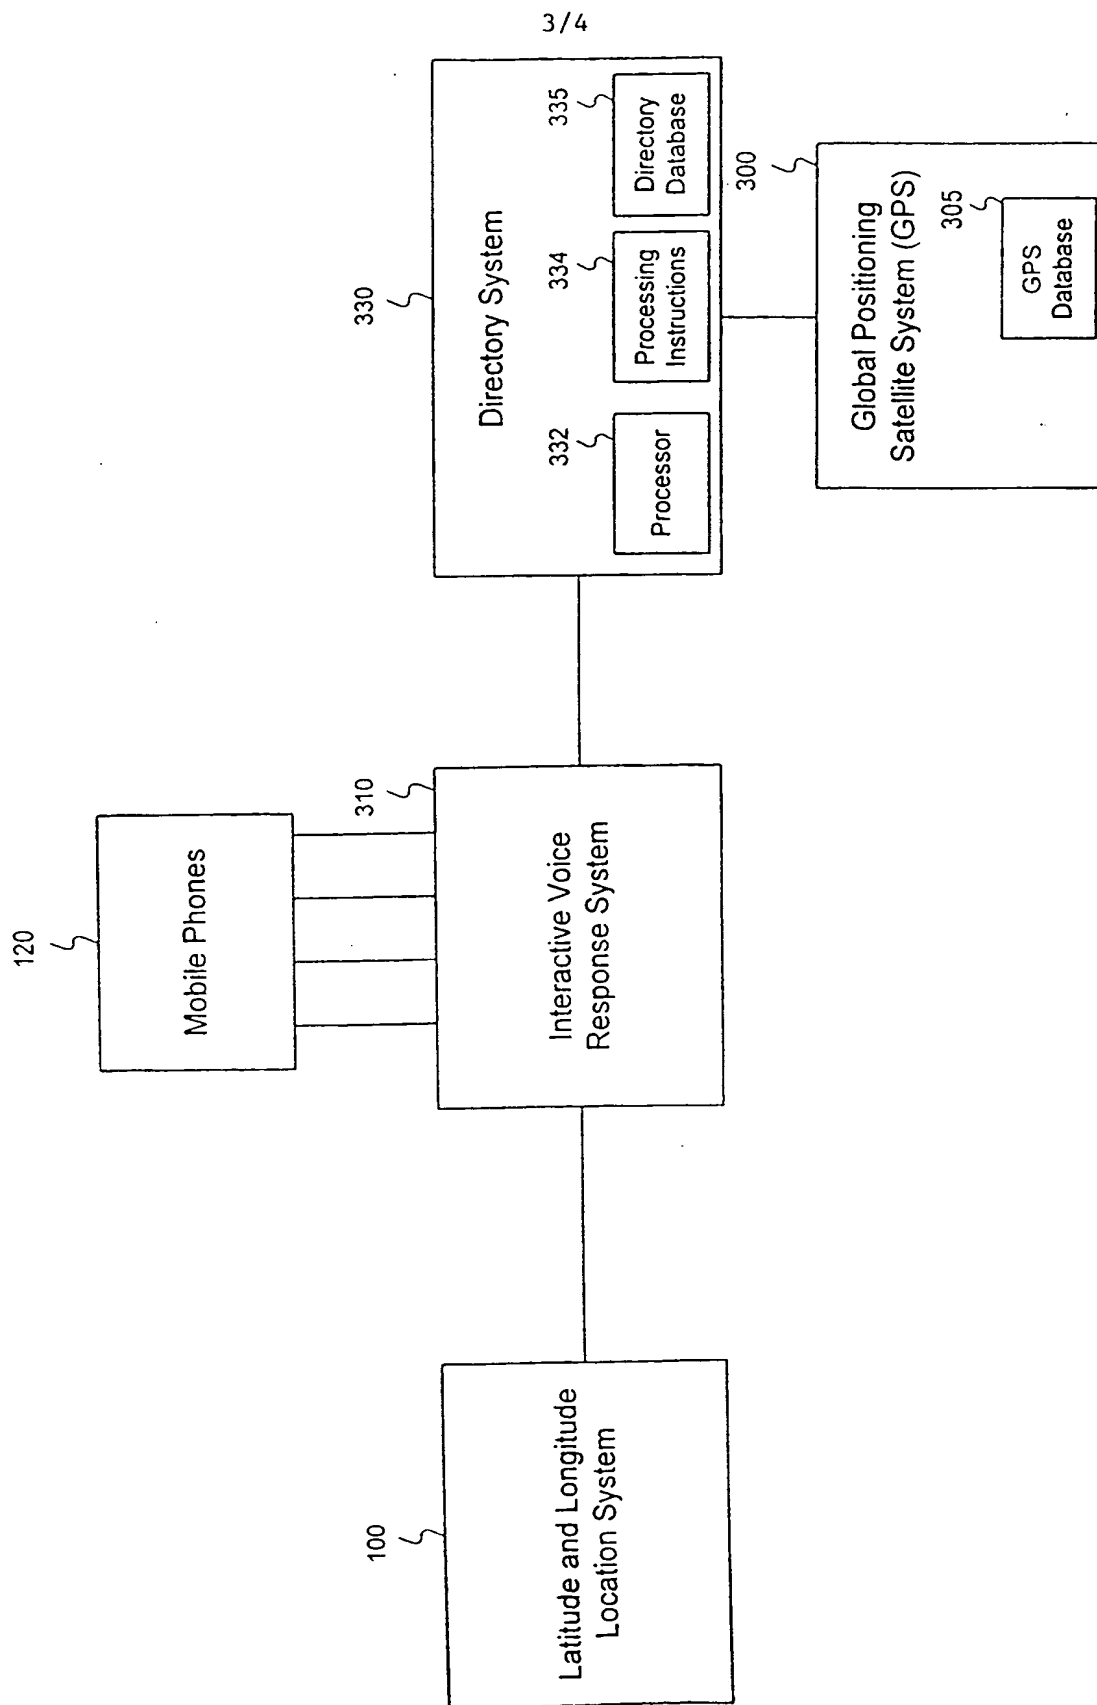 3/4
120
Mobile Phones
100
Latitude and Longitude
Location System
310
Interactive Voice
Response System
330
Directory System
332
Processor
334
Processing
Instructions
335
Directory
Database
300
Global Positioning
Satellite System (GPS)
305
GPS
Database